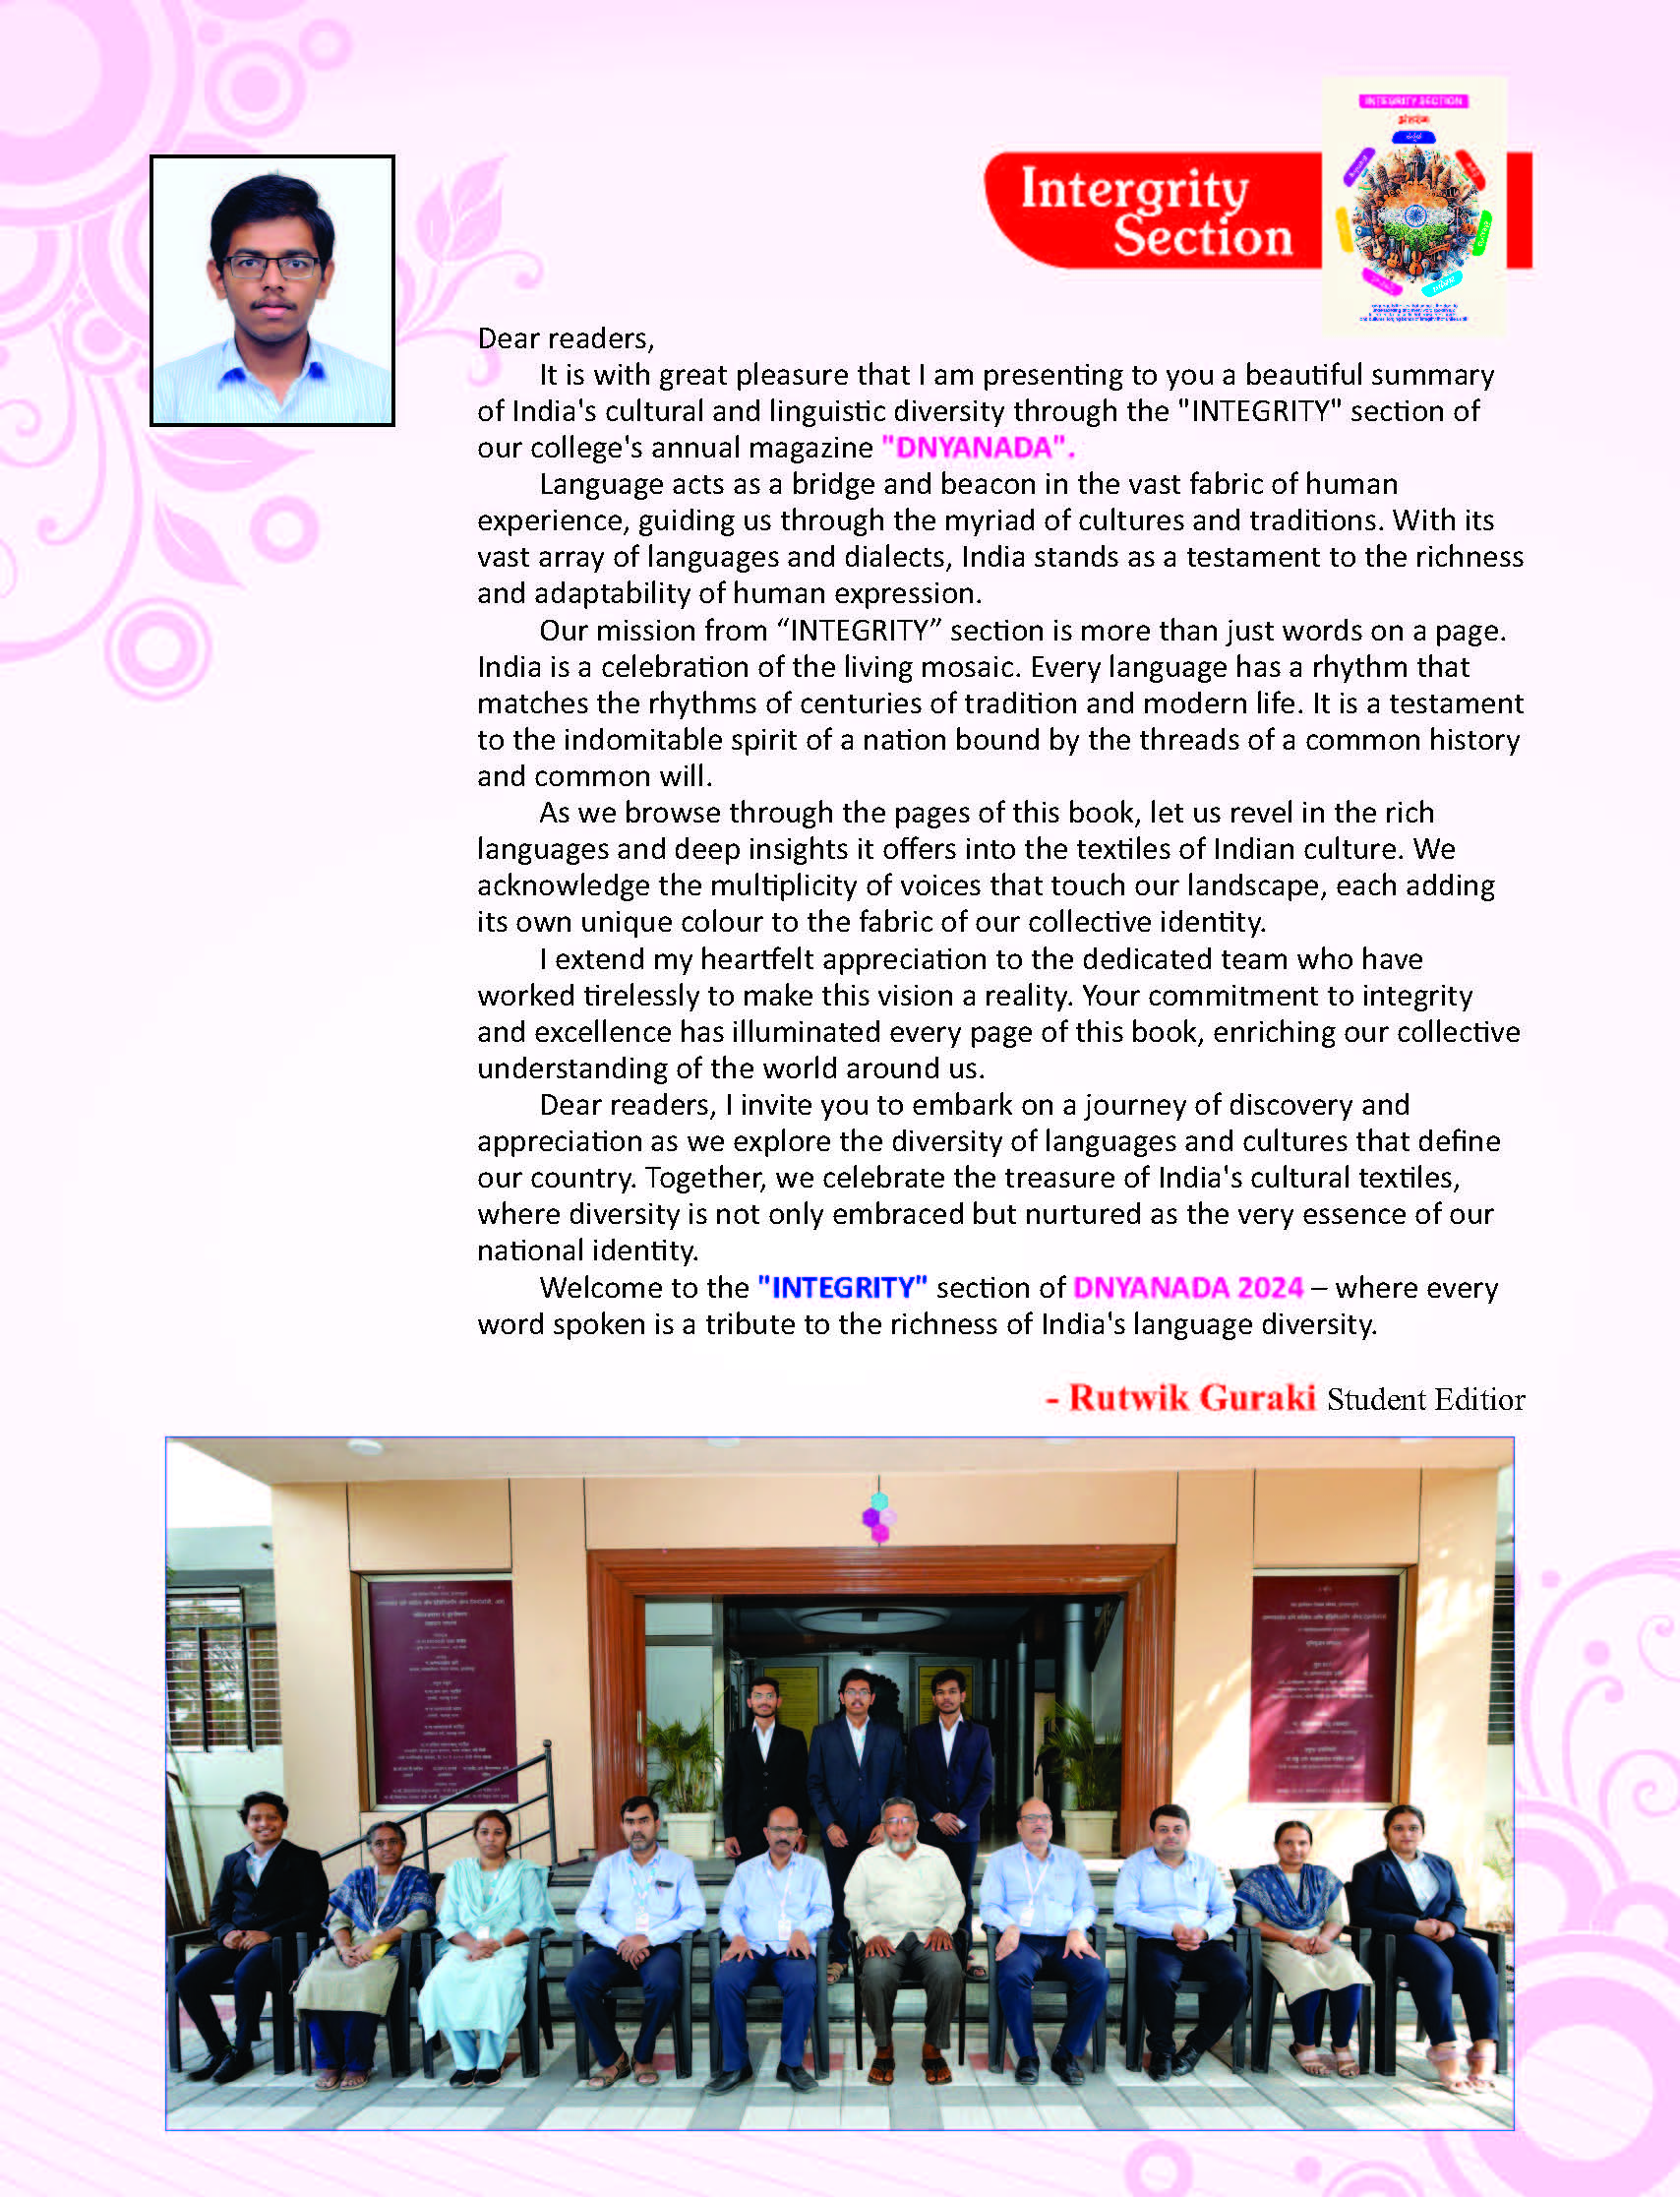 INTEGRITY SECTION
Intergrity
Section
Dear readers,
It is with great pleasure that I am presenting to you a beautiful summary
of India's cultural and linguistic diversity through the "INTEGRITY" section of
our college's annual magazine "DNYANADA".
Language acts as a bridge and beacon in the vast fabric of human
experience, guiding us through the myriad of cultures and traditions. With its
vast array of languages and dialects, India stands as a testament to the richness
and adaptability of human expression.
Our mission from “INTEGRITY” section is more than just words on a page.
India is a celebration of the living mosaic. Every language has a rhythm that
matches the rhythms of centuries of tradition and modern life. It is a testament
to the indomitable spirit of a nation bound by the threads of a common history
and common will.
As we browse through the pages of this book, let us revel in the rich
languages and deep insights it offers into the textiles of Indian culture. We
acknowledge the multiplicity of voices that touch our landscape, each adding
its own unique colour to the fabric of our collective identity.
I extend my heartfelt appreciation to the dedicated team who have
worked tirelessly to make this vision a reality. Your commitment to integrity
and excellence has illuminated every page of this book, enriching our collective
understanding of the world around us.
Dear readers, I invite you to embark on a journey of discovery and
appreciation as we explore the diversity of languages and cultures that define
our country. Together, we celebrate the treasure of India's cultural textiles,
where diversity is not only embraced but nurtured as the very essence of our
national identity.
Welcome to the "INTEGRITY" section of DNYANADA 2024 – where every
word spoken is a tribute to the richness of India's language diversity.
- Rutwik Guraki Student Editior